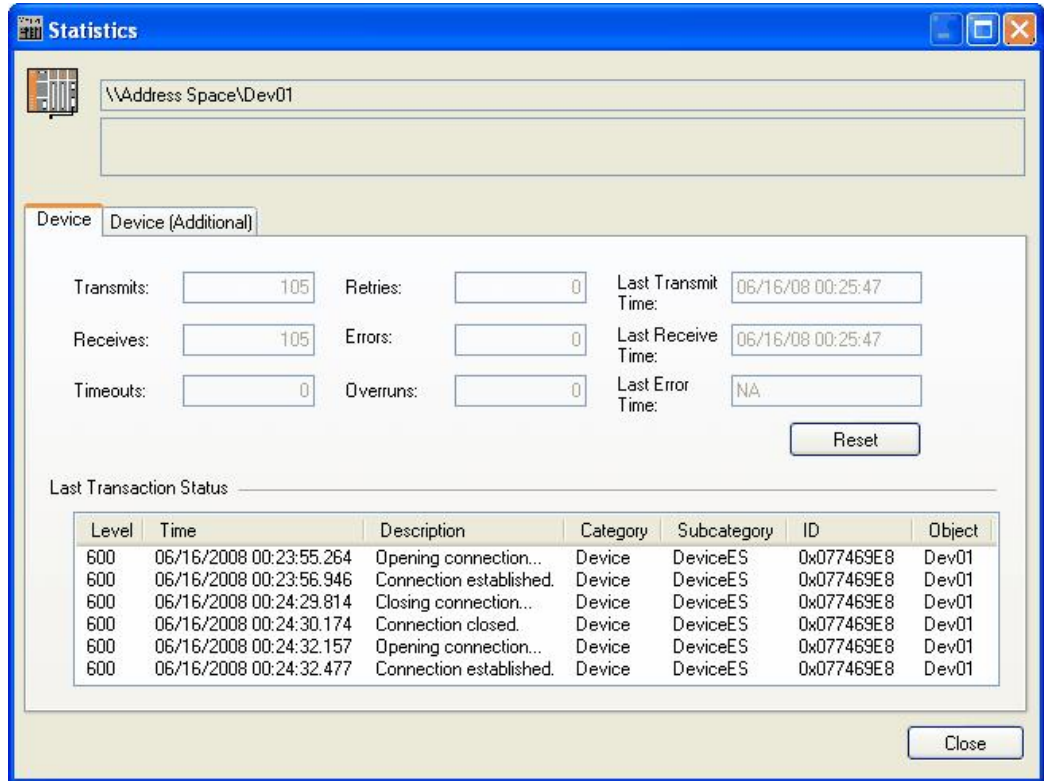 Statistics
\\Address Space\Dev01
Device Device (Additional)
Transmits: 105 Retries: 0 Last Transmit Time: 06/16/08 00:25:47
Receives: 105 Errors: 0 Last Receive Time: 06/16/08 00:25:47
Timeouts: 0 Overruns: 0 Last Error Time: NA
Reset
Last Transaction Status
Level Time Description Category Subcategory ID Object
600 06/16/2008 00:23:55.264 Opening connection... Device DeviceES 0x077469E8 Dev01
600 06/16/2008 00:23:56.946 Connection established. Device DeviceES 0x077469E8 Dev01
600 06/16/2008 00:24:29.814 Closing connection... Device DeviceES 0x077469E8 Dev01
600 06/16/2008 00:24:30.174 Connection closed. Device DeviceES 0x077469E8 Dev01
600 06/16/2008 00:24:32.157 Opening connection... Device DeviceES 0x077469E8 Dev01
600 06/16/2008 00:24:32.477 Connection established. Device DeviceES 0x077469E8 Dev01
Close